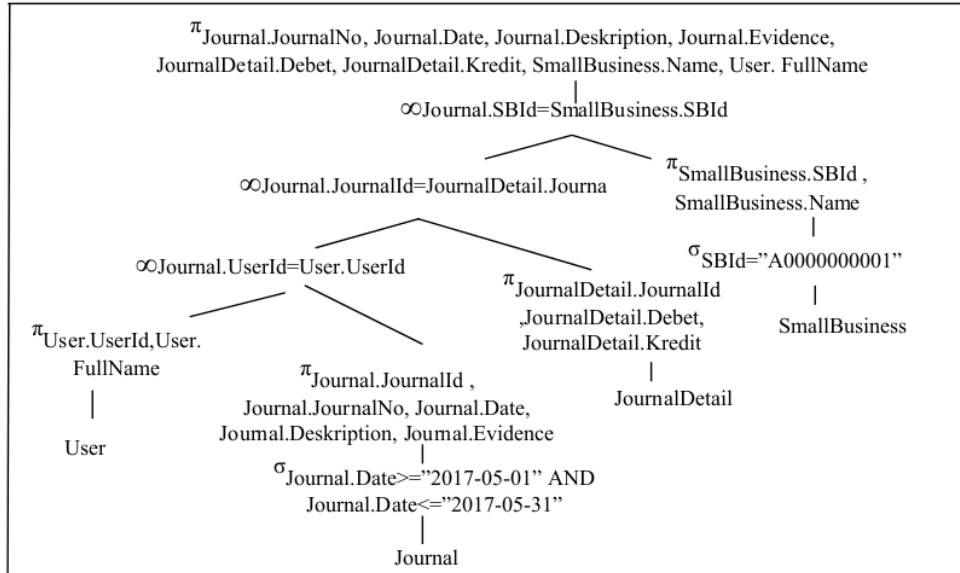 πJournal.JournalNo, Journal.Date, Journal.Deskription, Journal.Evidence,
JournalDetail.Debet, JournalDetail.Kredit, SmallBusiness.Name, User. FullName
∞Journal.SBId=SmallBusiness.SBId
∞Journal.JournalId=JournalDetail.Journa
πSmallBusiness.SBId ,
SmallBusiness.Name
∞Journal.UserId=User.UserId
σSBId=”A0000000001”
πJournalDetail.JournalId
,JournalDetail.Debet,
JournalDetail.Kredit
SmallBusiness
πUser.UserId,User.
FullName
πJournal.JournalId ,
Journal.JournalNo, Journal.Date,
Journal.Deskription, Journal.Evidence
JournalDetail
User
σJournal.Date>=”2017-05-01” AND
Journal.Date<=”2017-05-31”
Journal